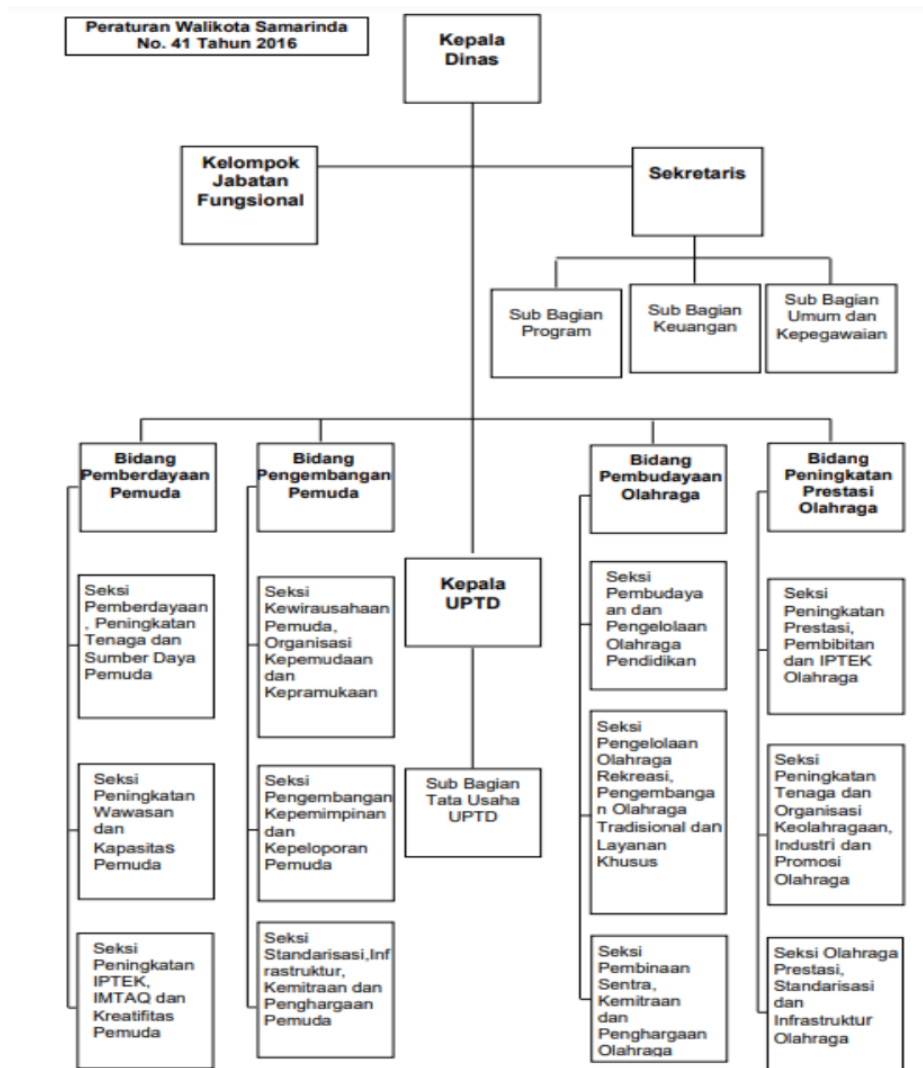 Peraturan Walikota Samarinda
No. 41 Tahun 2016
Kepala
Dinas
Kelompok
Jabatan
Fungsional
Sekretaris
Sub Bagian
Program
Sub Bagian
Keuangan
Sub Bagian
Umum dan
Kepegawaian
Bidang
Pemberdayaan
Pemuda
Bidang
Pengembangan
Pemuda
Bidang
Pembudayaan
Olahraga
Bidang
Peningkatan
Prestasi
Olahraga
Seksi
Pemberdayaan
, Peningkatan
Tenaga dan
Sumber Daya
Pemuda
Seksi
Kewirausahaan
Pemuda,
Organisasi
Kepemudaan
dan
Kepramukaan
Kepala
UPTD
Seksi
Pembudaya
an dan
Pengelolaan
Olahraga
Pendidikan
Seksi
Peningkatan
Prestasi,
Pembibitan
dan IPTEK
Olahraga
Seksi
Peningkatan
Wawasan
dan
Kapasitas
Pemuda
Seksi
Pengembangan
Kepemimpinan
dan
Kepeloporan
Pemuda
Sub Bagian
Tata Usaha
UPTD
Seksi
Pengelolaan
Olahraga
Rekreasi,
Pengembanga
n Olahraga
Tradisional dan
Layanan
Khusus
Seksi
Peningkatan
Tenaga dan
Organisasi
Keolahragaan,
Industri dan
Promosi
Olahraga
Seksi
Peningkatan
IPTEK,
IMTAQ dan
Kreatifitas
Pemuda
Seksi
Standarisasi,Inf
rastruktur,
Kemitraan dan
Penghargaan
Pemuda
Seksi
Pembinaan
Sentra,
Kemitraan
dan
Penghargaan
Olahraga
Seksi Olahraga
Prestasi,
Standarisasi
dan
Infrastruktur
Olahraga